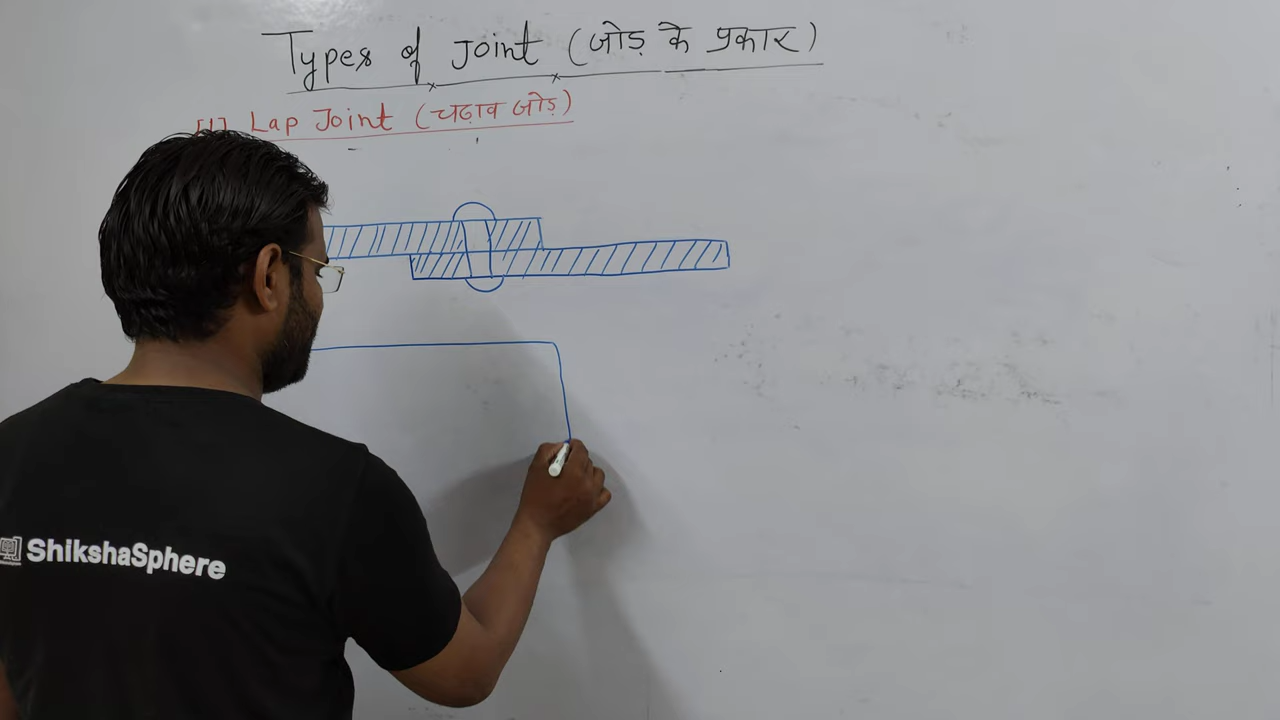 Types of Joint (जोड़ के प्रकार)
[1] Lap Joint (चढ़ाव जोड़)
ShikshaSphere